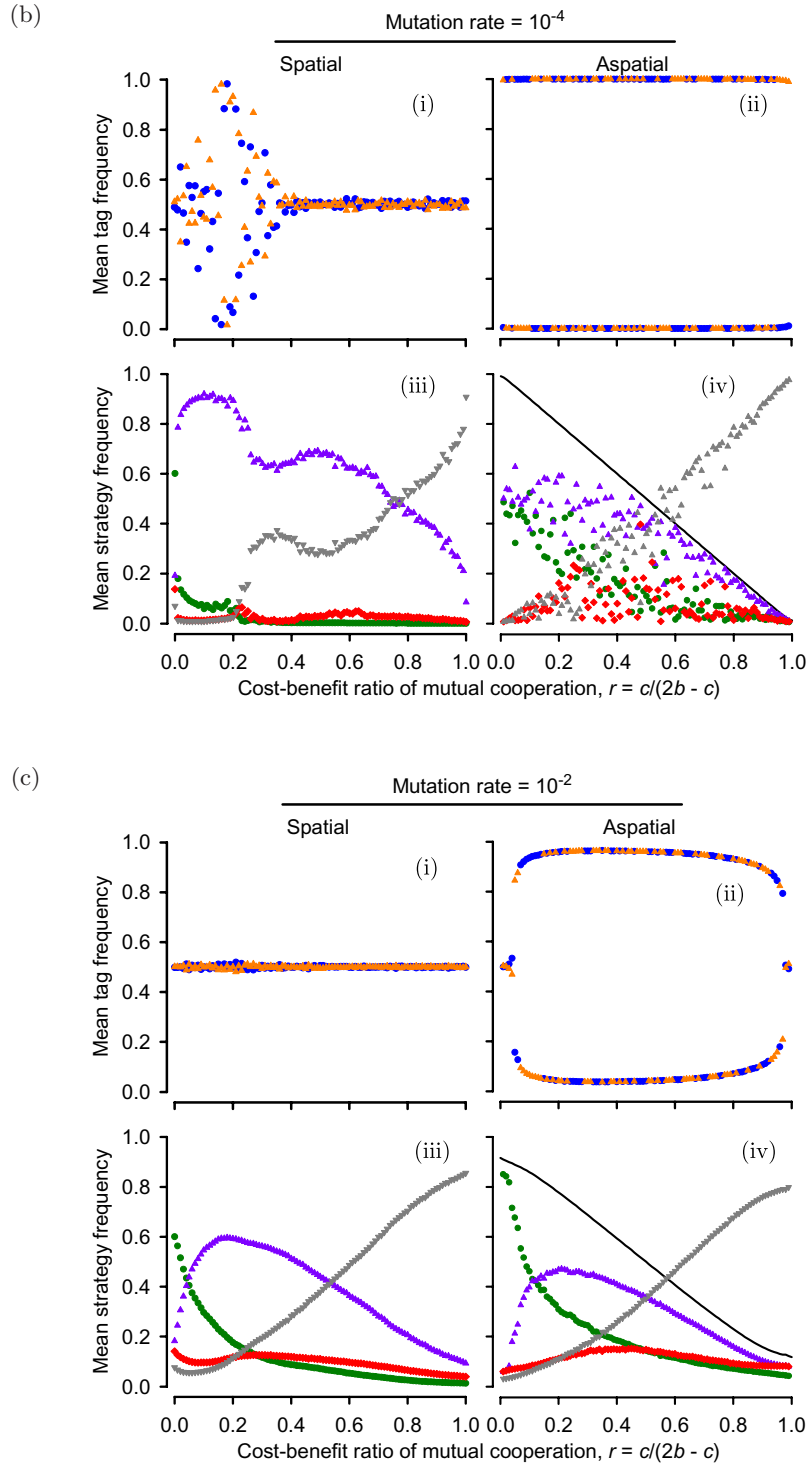 (b)
Mutation rate = 10⁻⁴
Spatial
Aspatial
1.0
0.8
0.6
0.4
0.2
0.0
Mean tag frequency
(i)
(ii)
1.0
0.8
0.6
0.4
0.2
0.0
Mean strategy frequency
(iii)
(iv)
0.0 0.2 0.4 0.6 0.8 1.0 0.0 0.2 0.4 0.6 0.8 1.0
Cost-benefit ratio of mutual cooperation, r = c/(2b - c)
(c)
Mutation rate = 10⁻²
Spatial
Aspatial
1.0
0.8
0.6
0.4
0.2
0.0
Mean tag frequency
(i)
(ii)
1.0
0.8
0.6
0.4
0.2
0.0
Mean strategy frequency
(iii)
(iv)
0.0 0.2 0.4 0.6 0.8 1.0 0.0 0.2 0.4 0.6 0.8 1.0
Cost-benefit ratio of mutual cooperation, r = c/(2b - c)